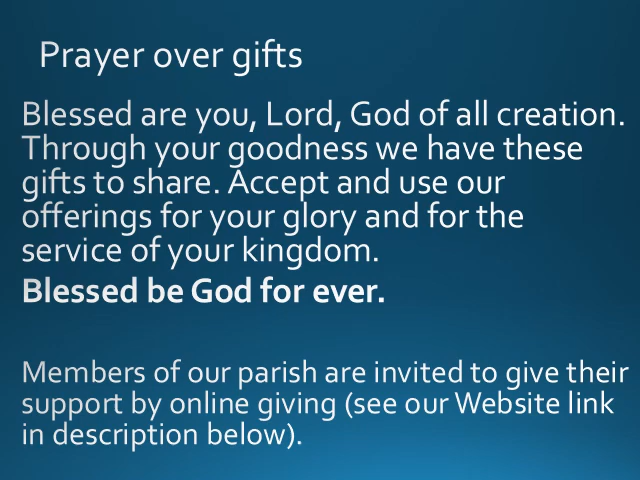 Prayer over gifts
Blessed are you, Lord, God of all creation.
Through your goodness we have these
gifts to share. Accept and use our
offerings for your glory and for the
service of your kingdom.
Blessed be God for ever.
Members of our parish are invited to give their
support by online giving (see our Website link
in description below).